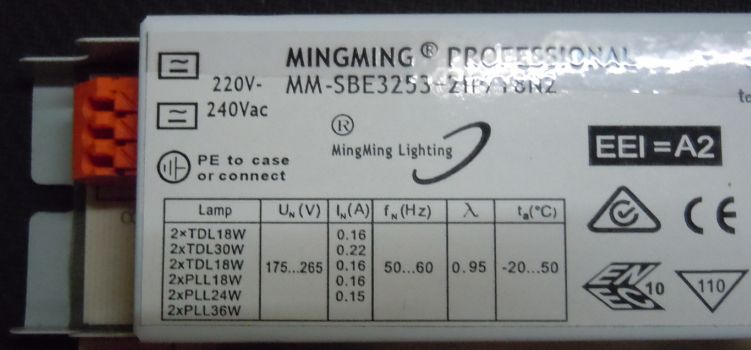 MINGMING ® PROFESSIONAL
220V-
240Vac
®
MingMing Lighting
EEI=A2
PE to case
or connect
Lamp UN(V) IN(A) fN(Hz) λ ta(°C)
2×TDL18W 0.16
2xTDL30W 0.22
2xTDL18W 175...265 0.16 50...60 0.95 -20...50
2xPLL18W 0.16
2xPLL24W 0.15
2xPLL36W
CE
ENEC
10
110